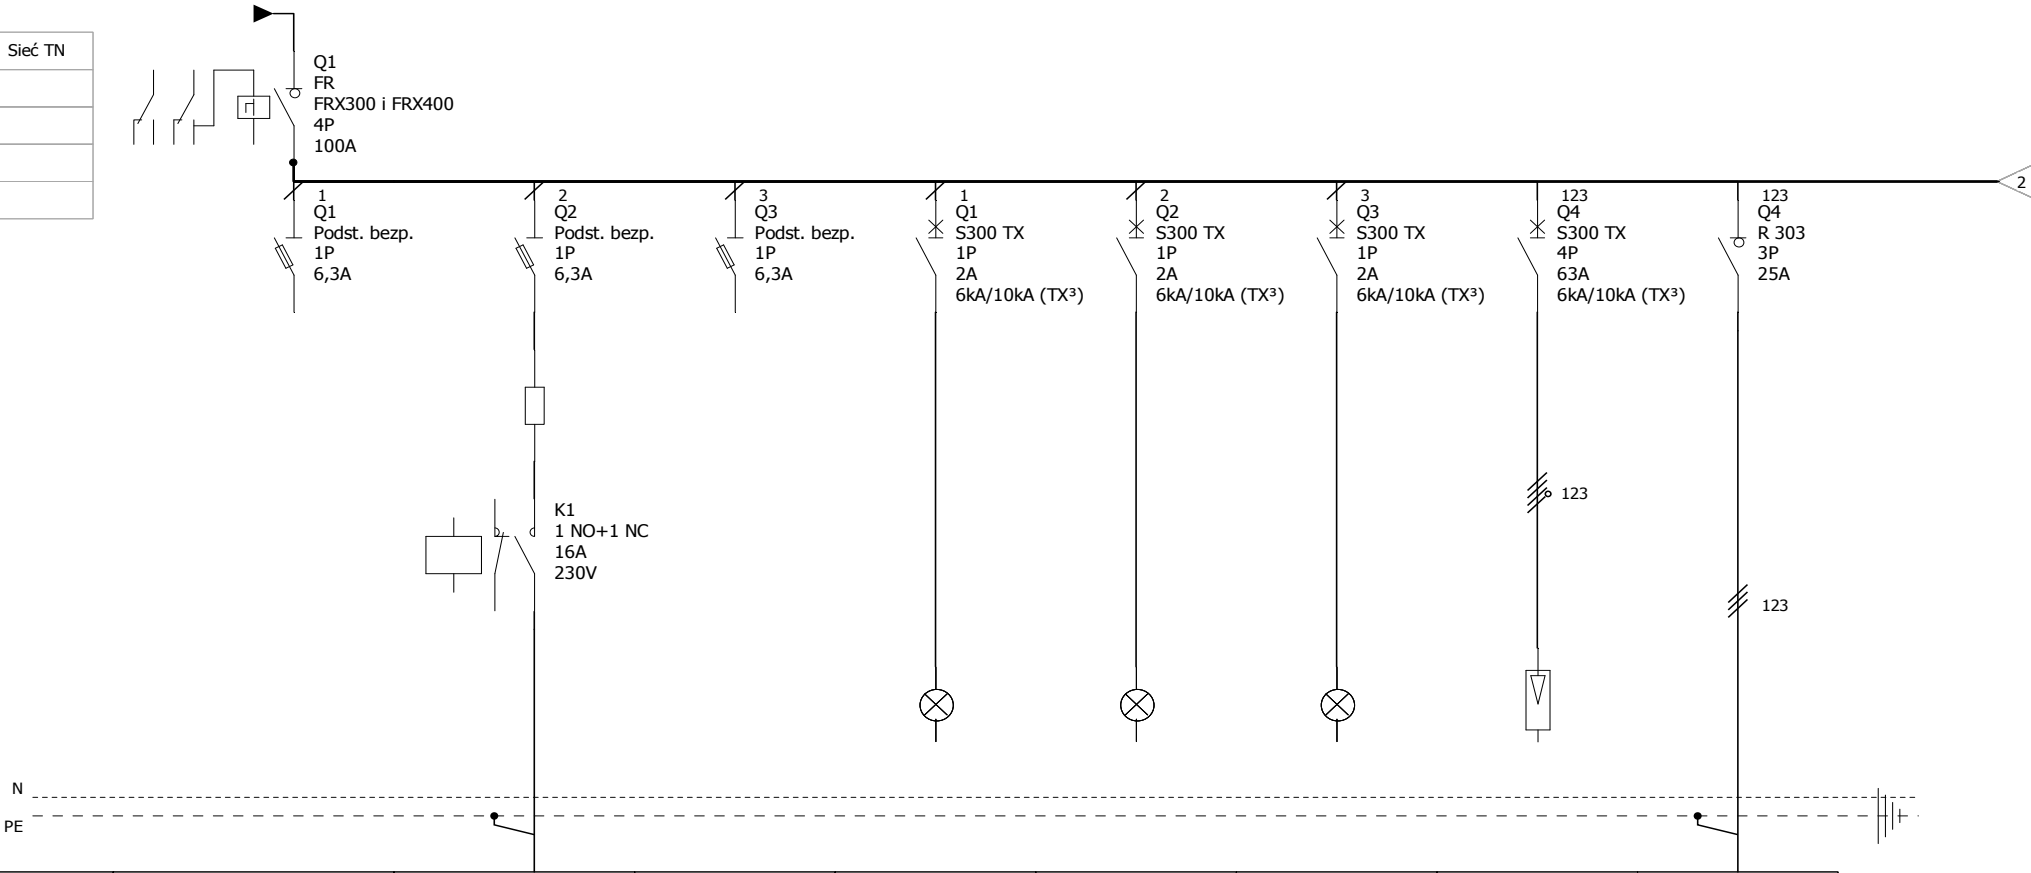 Sieć TN
Q1
FR
FRX300 i FRX400
4P
100A
2
1
Q1
Podst. bezp.
1P
6,3A
2
Q2
Podst. bezp.
1P
6,3A
3
Q3
Podst. bezp.
1P
6,3A
1
Q1
S300 TX
1P
2A
6kA/10kA (TX³)
2
Q2
S300 TX
1P
2A
6kA/10kA (TX³)
3
Q3
S300 TX
1P
2A
6kA/10kA (TX³)
123
Q4
S300 TX
4P
63A
6kA/10kA (TX³)
123
Q4
R 303
3P
25A
123
K1
1 NO+1 NC
16A
230V
123
N
PE